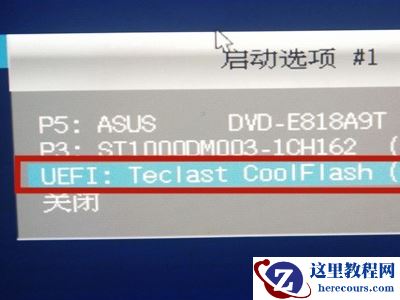 启动选项 #1
P5: ASUS DVD-E818A9T
P3: ST1000DM003-1CH162 (
UEFI: Teclast CoolFlash (
关闭
这里教程网
herecours.com